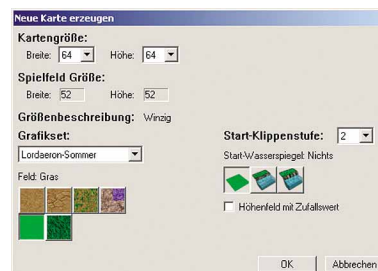 Neue Karte erzeugen
Kartengröße:
Breite: 64 Höhe: 64
Spielfeld Größe:
Breite: 52 Höhe: 52
Größenbeschreibung: Winzig
Grafikset:
Lordaeron-Sommer
Feld: Gras
Start-Klippenstufe: 2
Start-Wasserspiegel: Nichts
Höhenfeld mit Zufallswert
OK Abbrechen